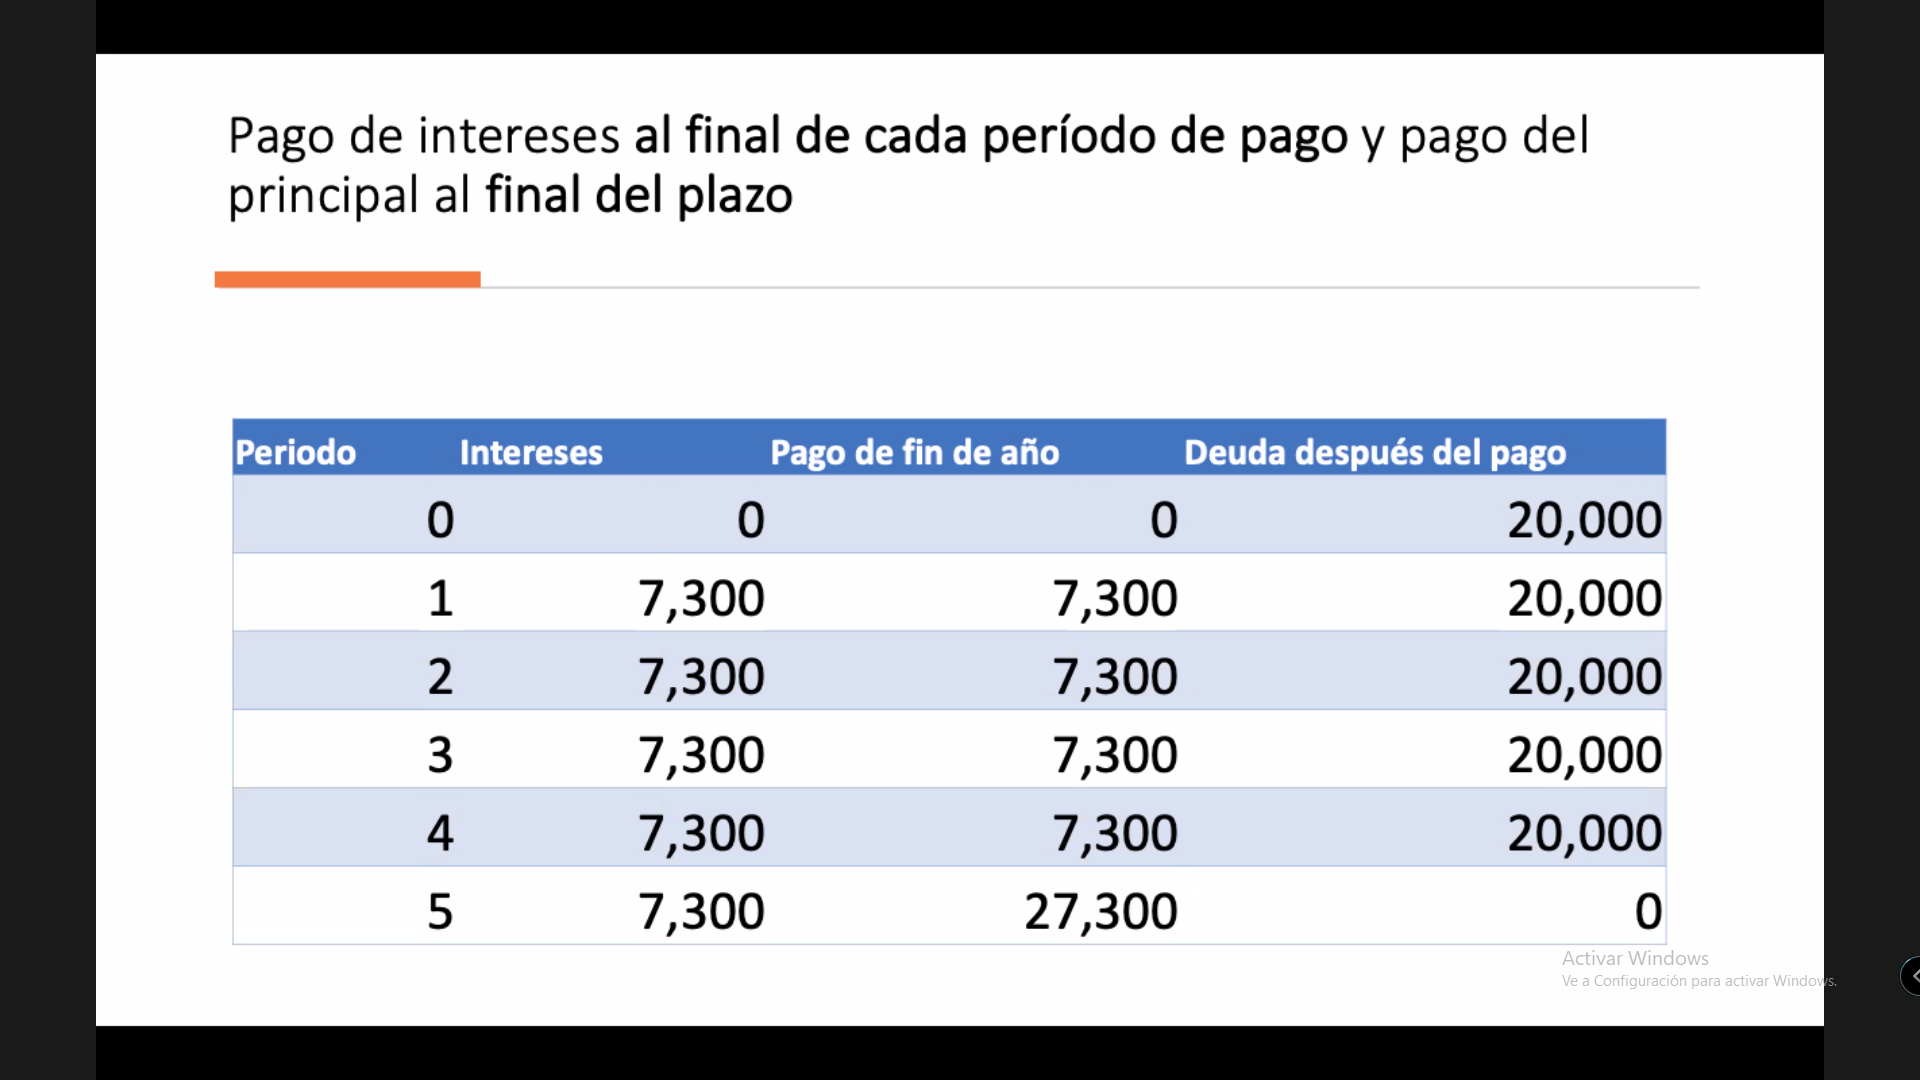 Pago de intereses al final de cada período de pago y pago del
principal al final del plazo
Periodo Intereses Pago de fin de año Deuda después del pago
0 0 0 20,000
1 7,300 7,300 20,000
2 7,300 7,300 20,000
3 7,300 7,300 20,000
4 7,300 7,300 20,000
5 7,300 27,300 0
Activar Windows
Ve a Configuración para activar Windows.